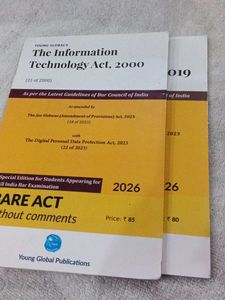 YOUNG GLOBAL'S
The Information
Technology Act, 2000
(21 of 2000)
As per the Latest Guidelines of Bar Council of India
As amended by
The Jan Vishwas (Amendment of Provisions) Act, 2023
(18 of 2023)
with
The Digital Personal Data Protection Act, 2023
(22 of 2023)
Special Edition for Students Appearing for
All India Bar Examination
2026
BARE ACT
without comments
Price: ₹ 85
Young Global Publications
019
2023
26
Price: ₹ 80